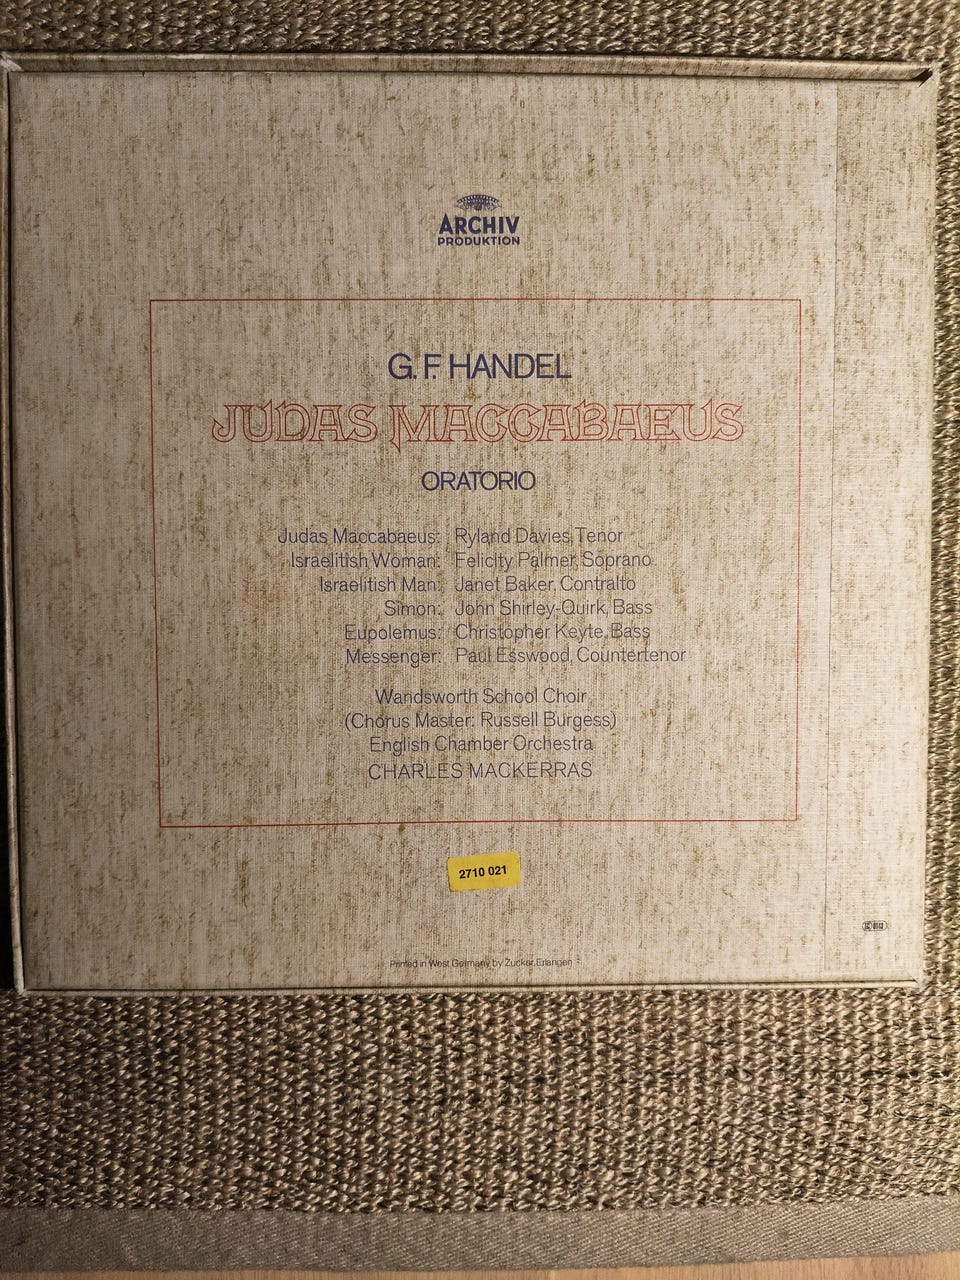 ARCHIV
PRODUKTION
G. F. HANDEL
JUDAS MACCABAEUS
ORATORIO
Judas Maccabaeus: Ryland Davies, Tenor
Israelitish Woman: Felicity Palmer, Soprano
Israelitish Man: Janet Baker, Contralto
Simon: John Shirley-Quirk, Bass
Eupolemus: Christopher Keyte, Bass
Messenger: Paul Esswood, Countertenor
Wandsworth School Choir
(Chorus Master: Russell Burgess)
English Chamber Orchestra
CHARLES MACKERRAS
2710 021
Printed in West Germany by Zucker, Erlangen